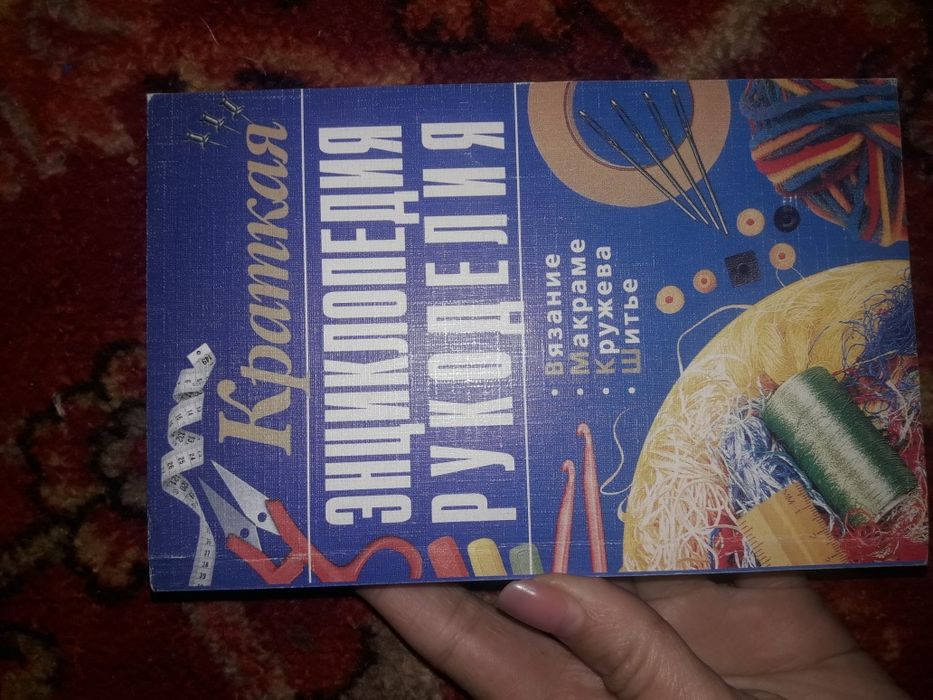 Краткая
ЭНЦИКЛОПЕДИЯ
РУКОДЕЛИЯ
• Вязание
• Макраме
• Кружева
• Шитье